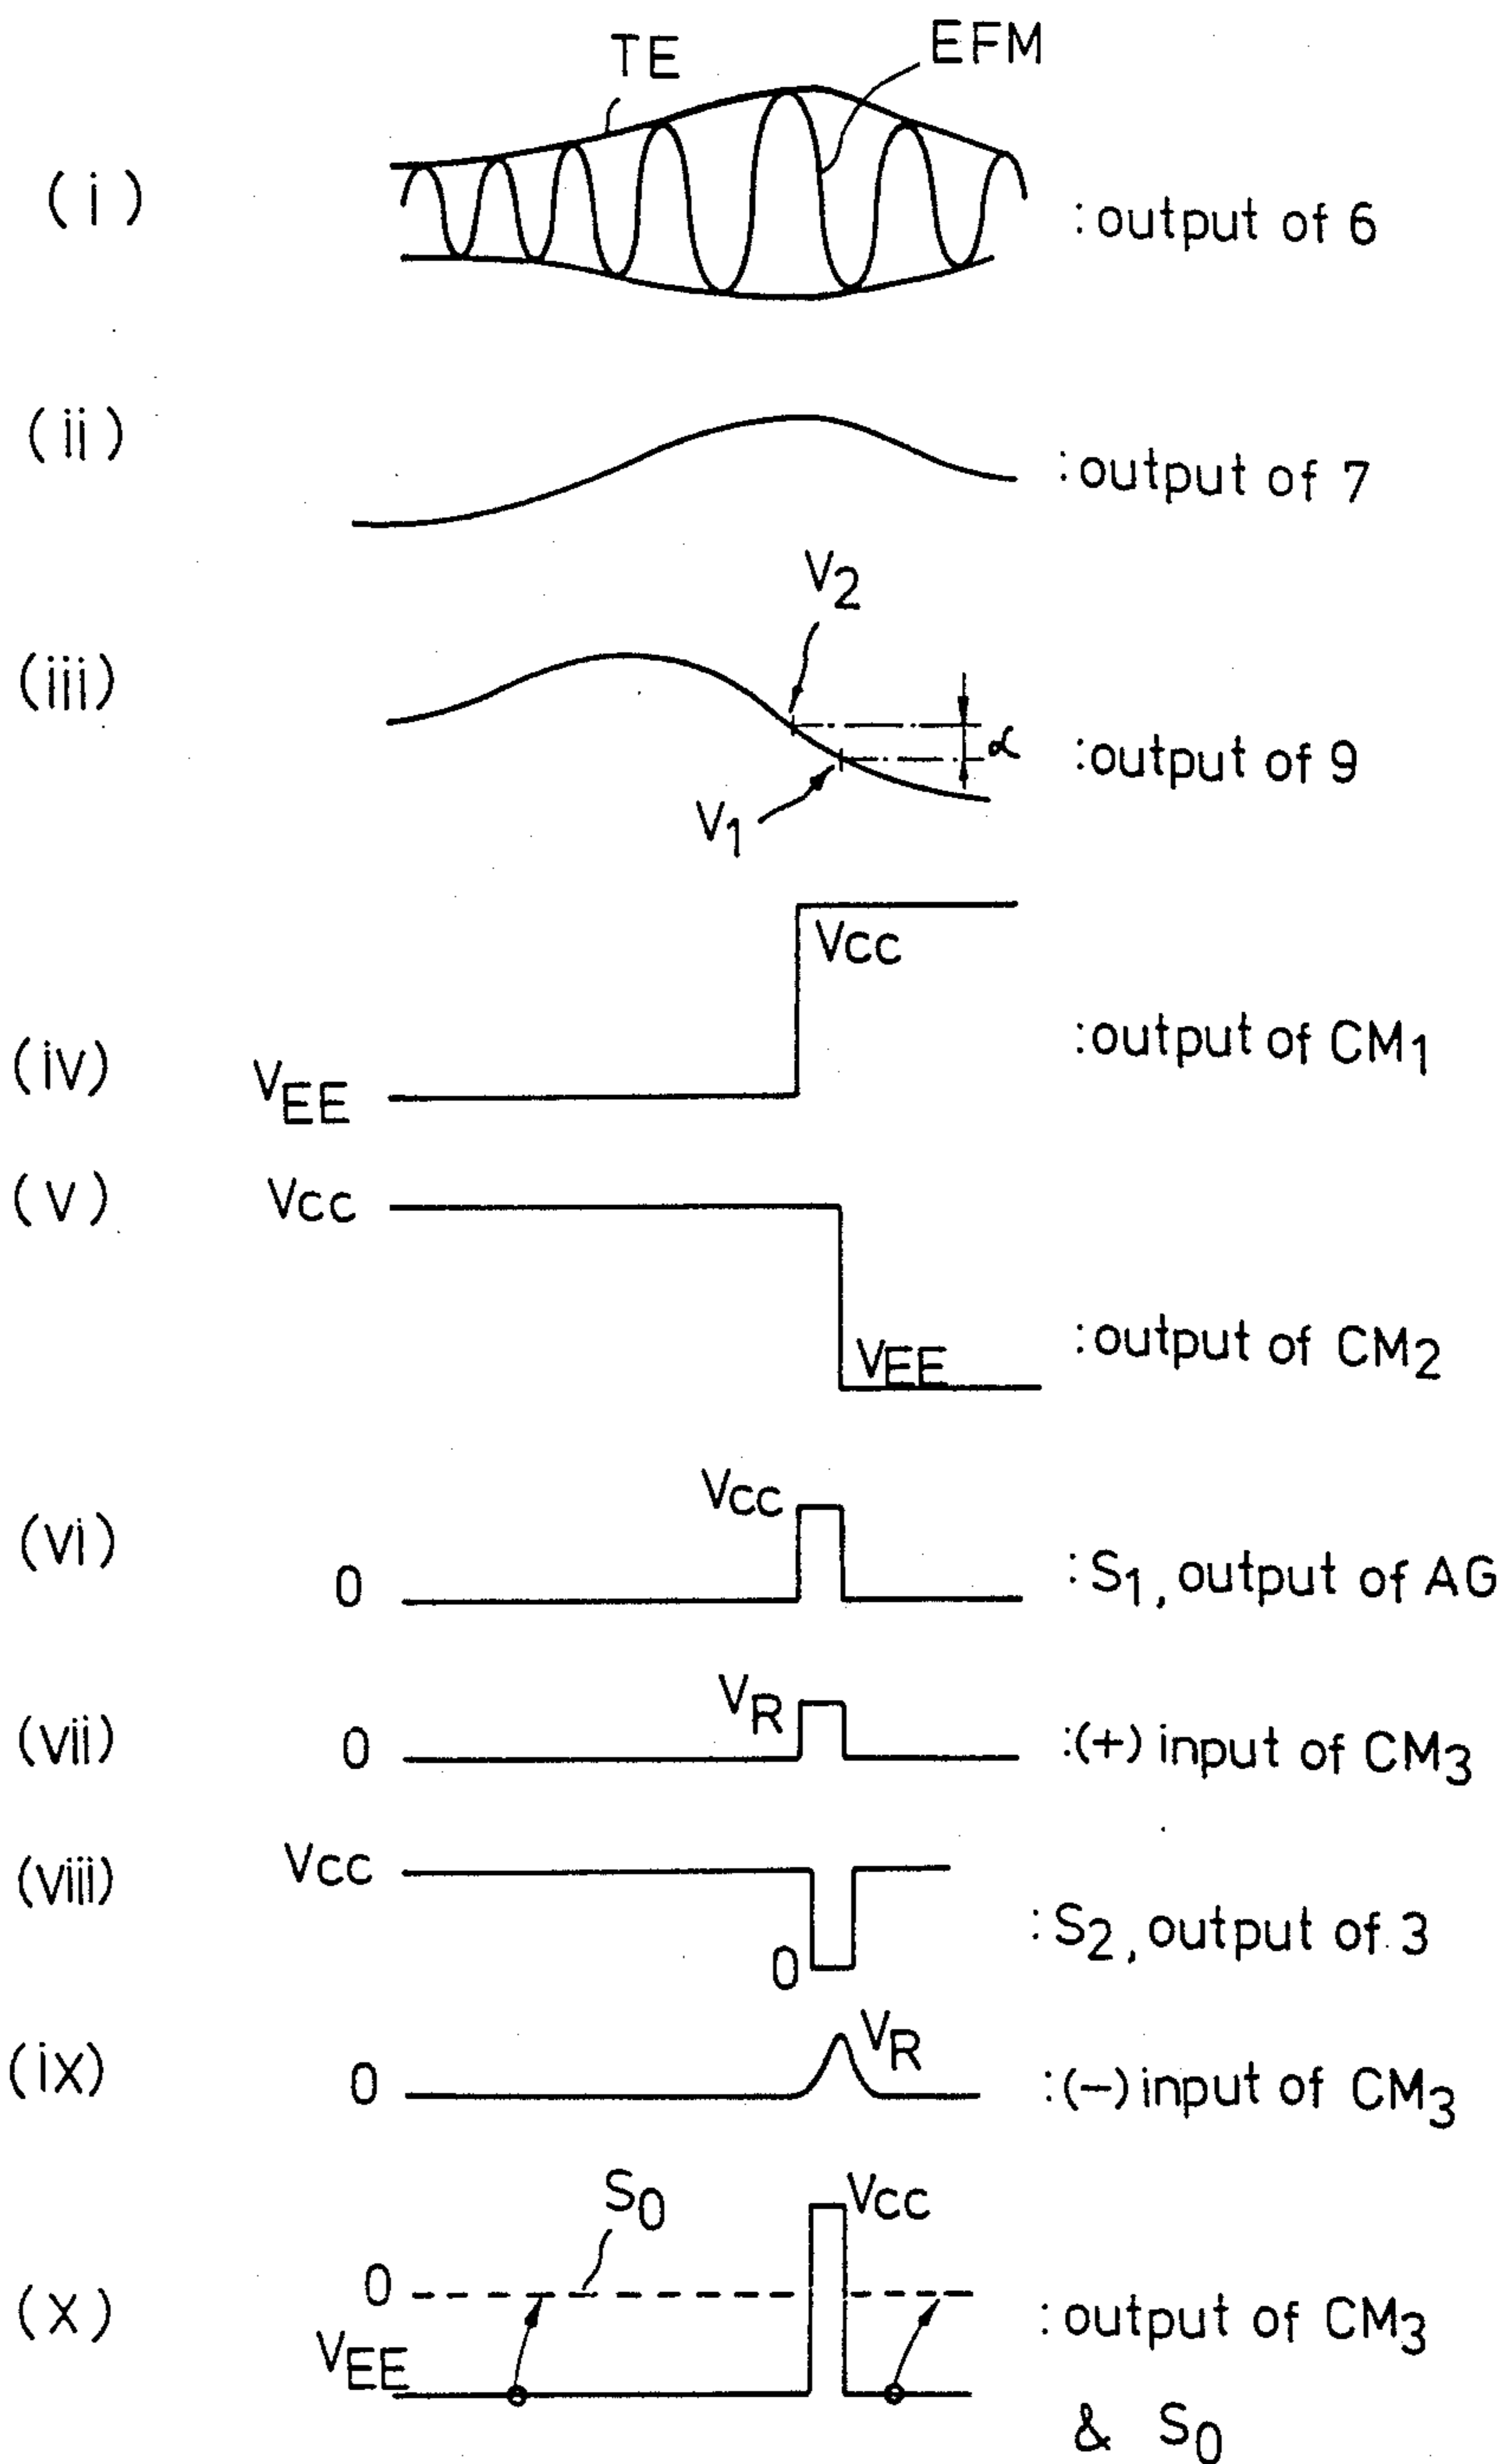 TE
EFM
(i)
:output of 6
(ii)
:output of 7
V2
(iii)
α
:output of 9
V1
Vcc
(iv)
VEE
:output of CM1
(v)
Vcc
VEE
:output of CM2
Vcc
(vi)
0
:S1, output of AG
VR
(vii)
0
:(+) input of CM3
(viii)
Vcc
0
:S2, output of 3
VR
(ix)
0
:(-) input of CM3
S0
Vcc
0
(x)
:output of CM3
VEE
& S0